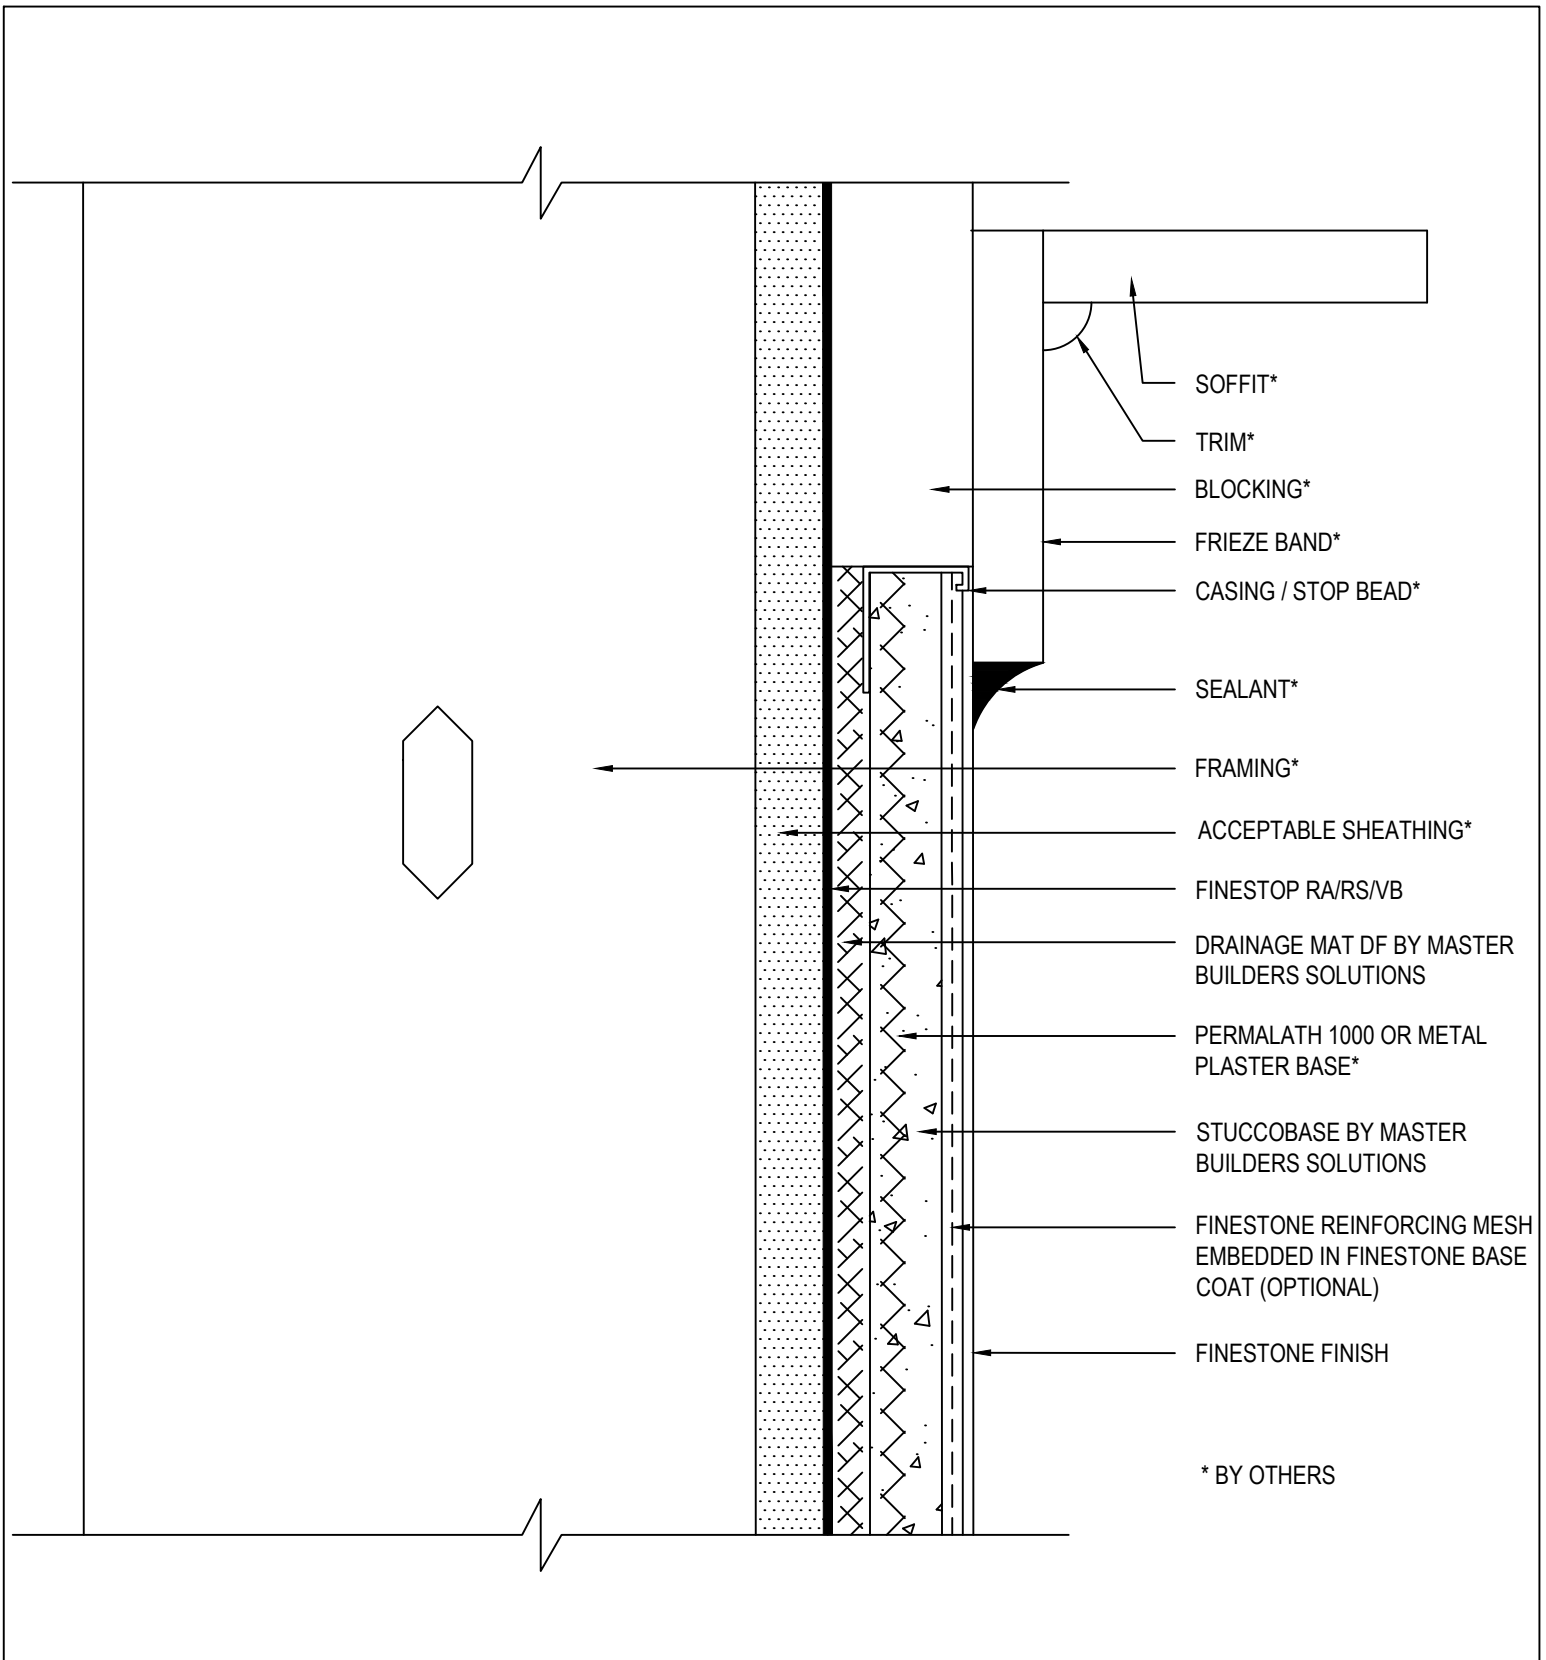 SOFFIT*
TRIM*
BLOCKING*
FRIEZE BAND*
CASING / STOP BEAD*
SEALANT*
FRAMING*
ACCEPTABLE SHEATHING*
FINESTOP RA/RS/VB
DRAINAGE MAT DF BY MASTER
BUILDERS SOLUTIONS
PERMALATH 1000 OR METAL
PLASTER BASE*
STUCCOBASE BY MASTER
BUILDERS SOLUTIONS
FINESTONE REINFORCING MESH
EMBEDDED IN FINESTONE BASE
COAT (OPTIONAL)
FINESTONE FINISH
* BY OTHERS